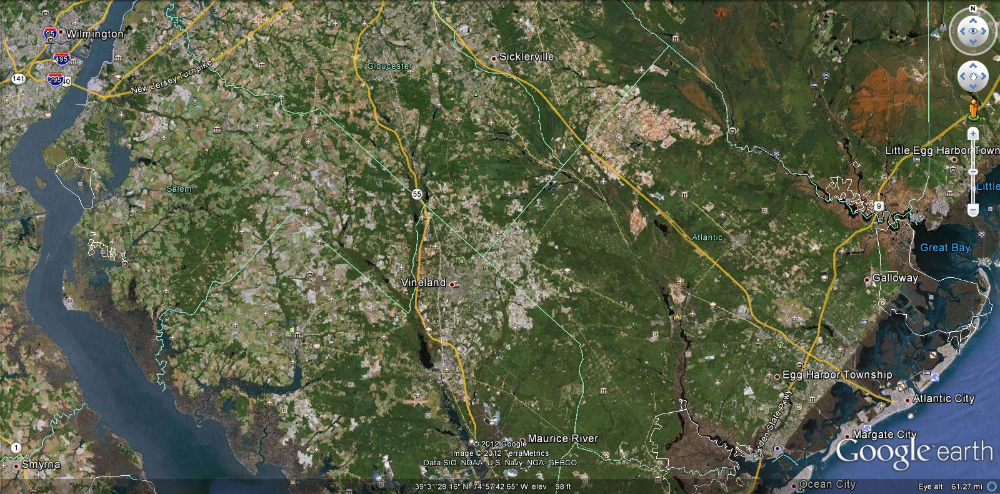 N
95
Wilmington
495
Sicklerville
Gloucester
New Jersey Turnpike
141
295
40
Little Egg Harbor Town
Salem
Little
55
9
Atlantic
Great Bay
Galloway
Vineland
Egg Harbor Township
Atlantic City
Garden State Pkwy
Margate City
Maurice River
1
Smyrna
© 2012 Google
Image © 2012 TerraMetrics
Data SIO, NOAA, U.S. Navy, NGA, GEBCO
Google earth
Ocean City
39°31'28.16" N 74°57'42.65" W elev 98 ft
Eye alt 61.27 mi